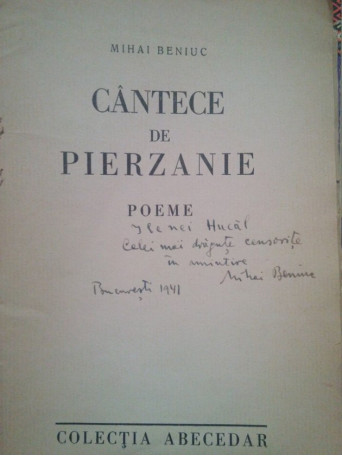 MIHAI BENIUC
CÂNTECE
DE
PIERZANIE
POEME
Ilenei Hucăl
Celei mai drăguțe cenzorițe
în amintire
Mihai Beniuc
București 1941
COLECȚIA ABECEDAR